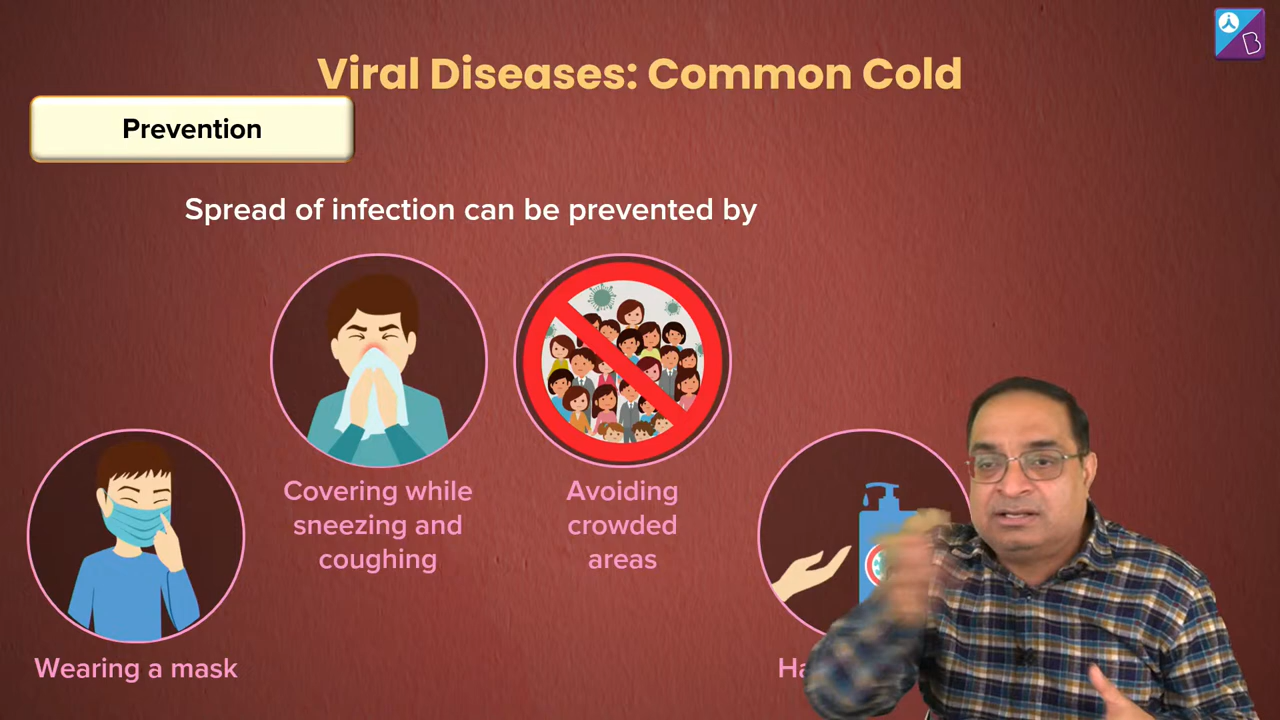 Viral Diseases: Common Cold
Prevention
Spread of infection can be prevented by
Covering while
sneezing and
coughing
Avoiding
crowded
areas
Wearing a mask
B